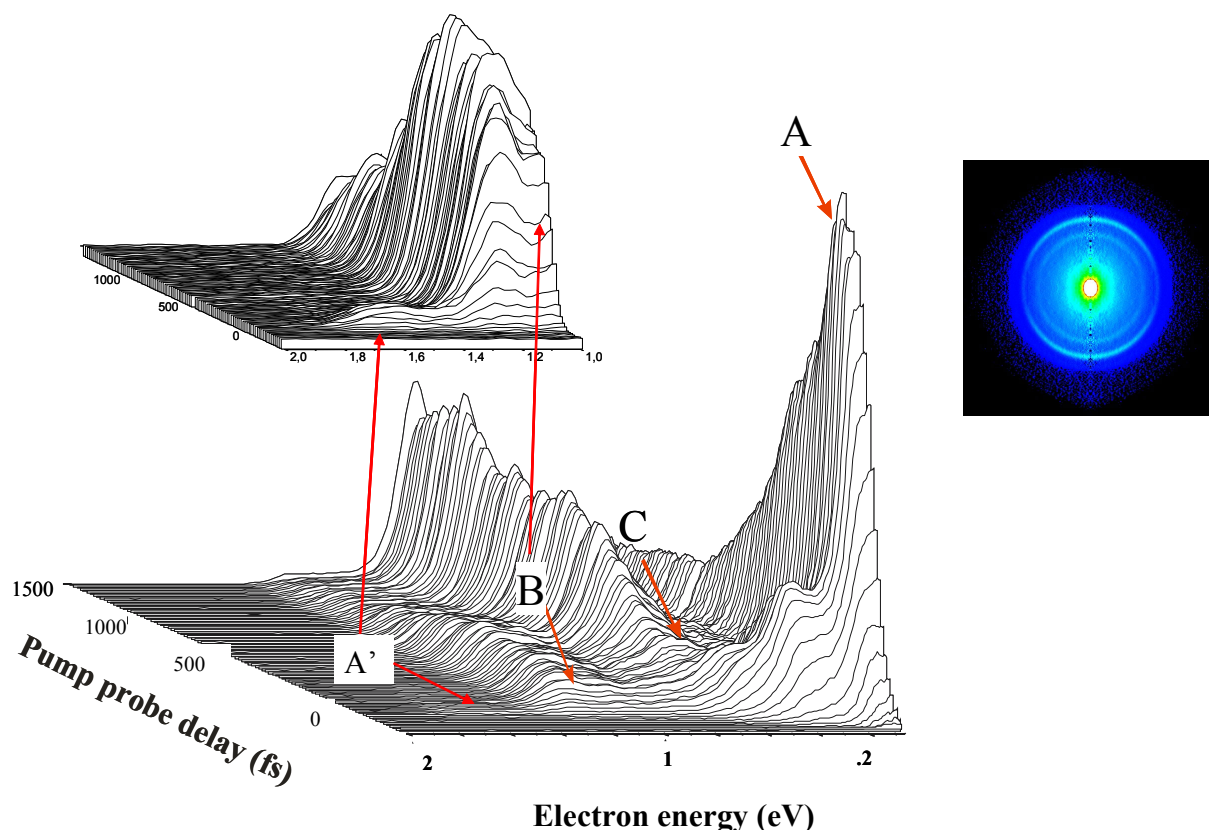 A
1000
500
0
2,0
1,8
1,6
1,4
1,2
1,0
C
B
A’
1500
1000
500
0
Pump probe delay (fs)
2
1
.2
Electron energy (eV)